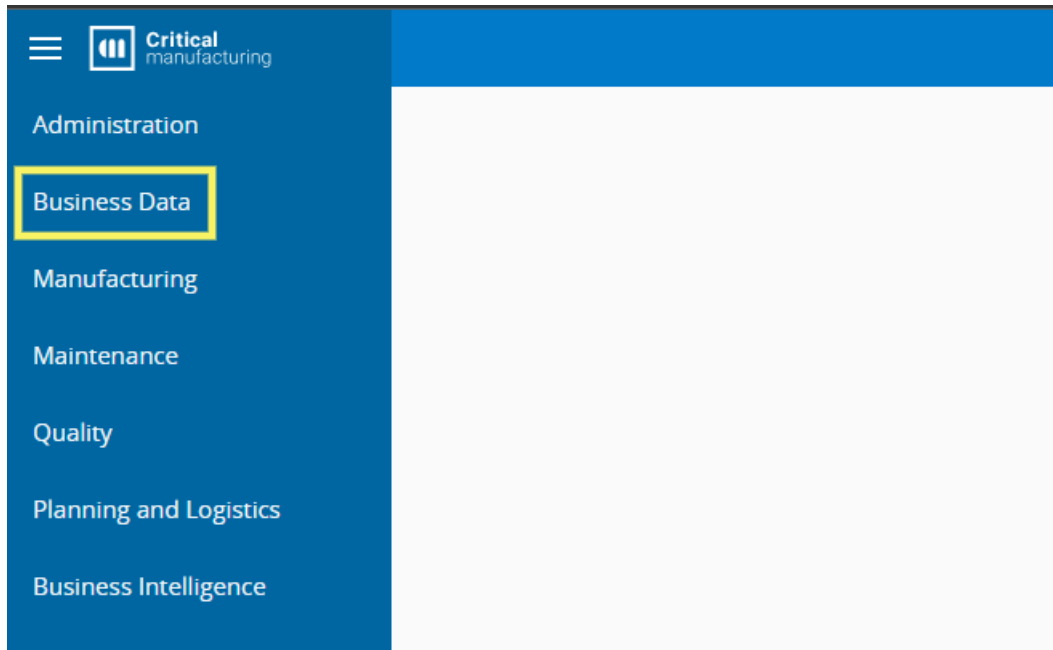 Critical
manufacturing
Administration
Business Data
Manufacturing
Maintenance
Quality
Planning and Logistics
Business Intelligence